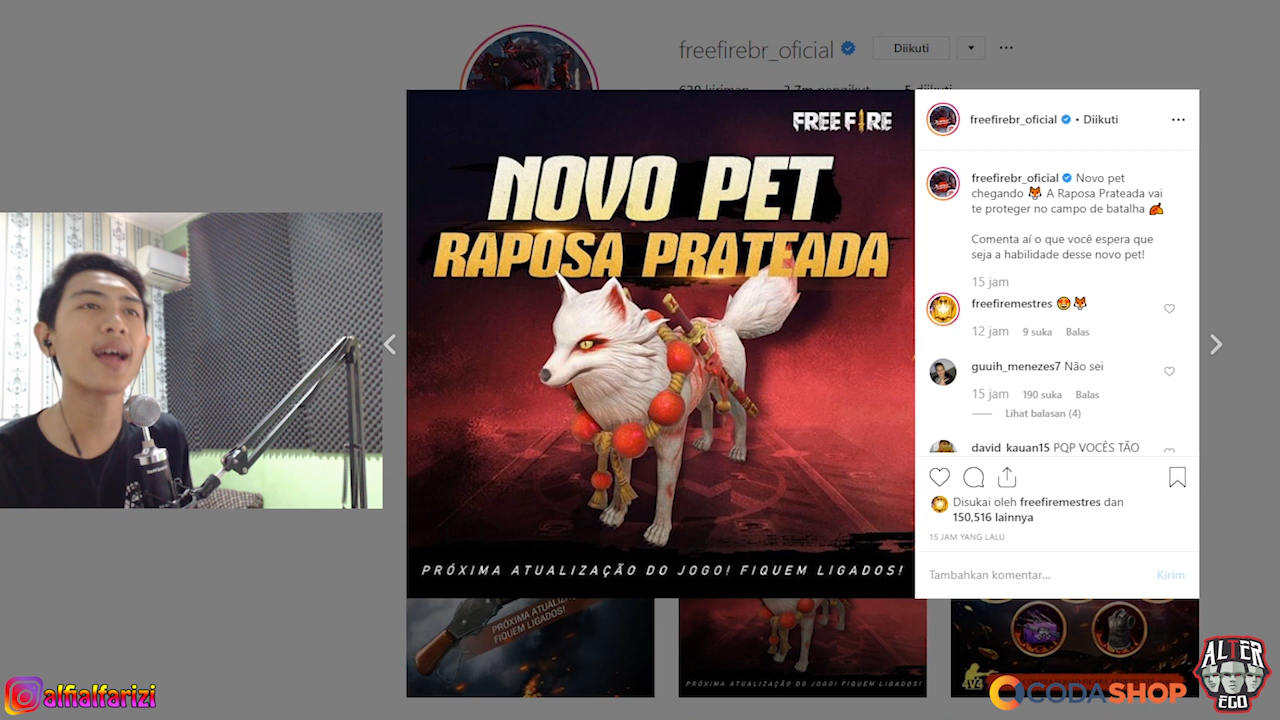 freefirebr_oficial
Diikuti
FREE FIRE
NOVO PET
RAPOSA PRATEADA
PRÓXIMA ATUALIZAÇÃO DO JOGO! FIQUEM LIGADOS!
freefirebr_oficial • Diikuti
freefirebr_oficial Novo pet
chegando 🦊 A Raposa Prateada vai
te proteger no campo de batalha
Comenta aí o que você espera que
seja a habilidade desse novo pet!
15 jam
freefiremestres 😍🦊
12 jam 9 suka Balas
guuih_menezes7 Não sei
15 jam 190 suka Balas
Lihat balasan (4)
david_kauan15 PQP VOCÊS TÃO
Disukai oleh freefiremestres dan
150,516 lainnya
15 JAM YANG LALU
Tambahkan komentar...
Kirim
PRÓXIMA ATUALIZ
FIQUEM LIGADOS!
PRÓXIMA ATUALIZAÇÃO DO JOGO! FIQUEM LIGADOS!
alfialfarizi
CODASHOP
ALTER
EGO